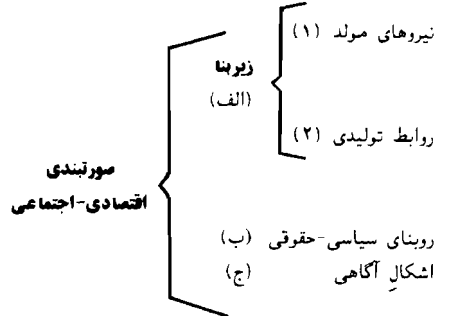 نیروهای مولد (۱)
زیربنا
(الف)
روابط تولیدی (۲)
صورتبندی
اقتصادی-اجتماعی
روبنای سیاسی-حقوقی (ب)
اشکالِ آگاهی (ج)